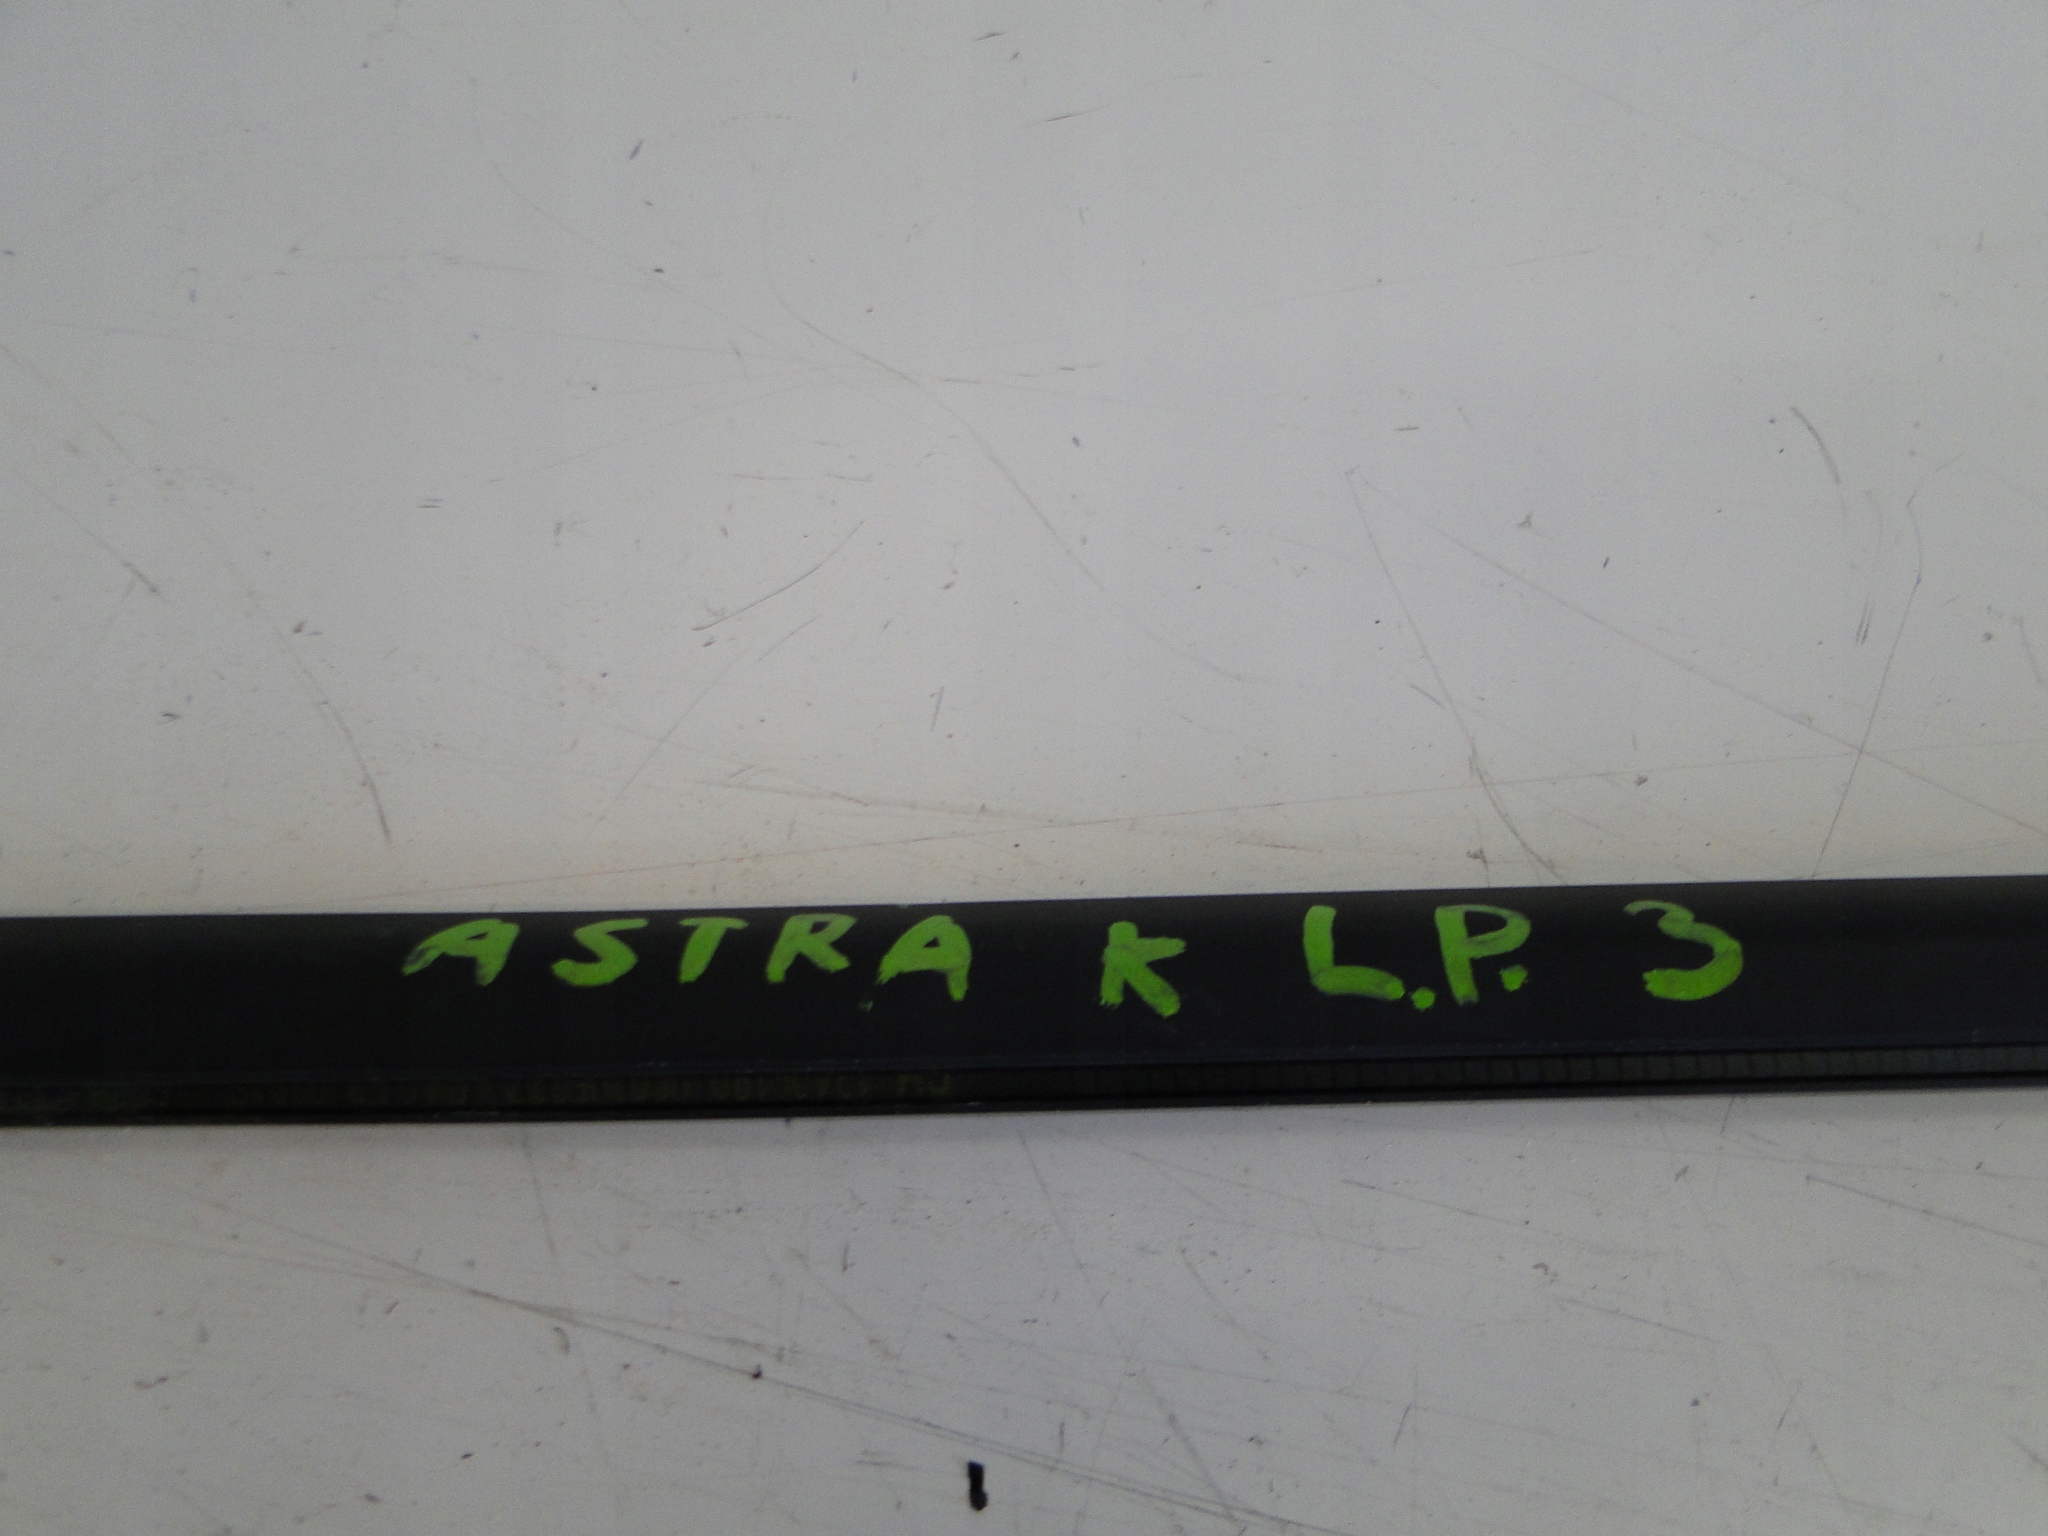 ASTRA K L.P. 3